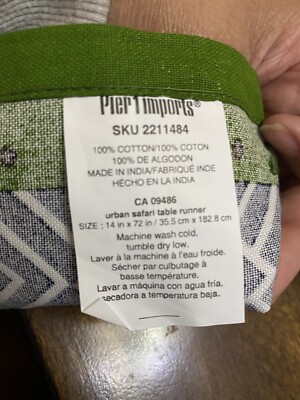 Pier 1 imports®
SKU 2211484
100% COTTON/100% COTON
100% DE ALGODON
MADE IN INDIA/FABRIQUÉ INDE
HECHO EN LA INDIA
CA 09486
urban safari table runner
SIZE : 14 in x 72 in / 35.5 cm x 182.8 cm
Machine wash cold,
tumble dry low.
Laver à la machine à l'eau froide.
Sécher par culbutage à
basse température.
Lavar a máquina con agua fría.
secadora a temperatura baja.